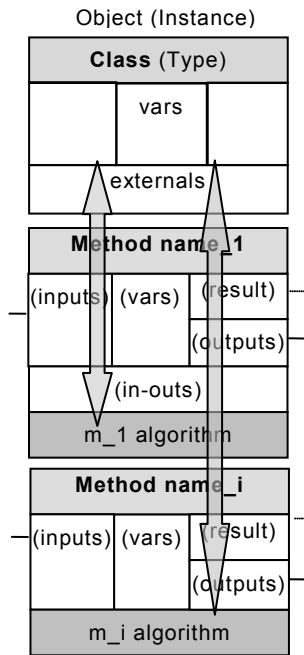 Object (Instance)
Class (Type)
vars
externals
Method name_1
(inputs) (vars) (result)
(outputs)
(in-outs)
m_1 algorithm
Method name_i
(inputs) (vars) (result)
(outputs)
m_i algorithm